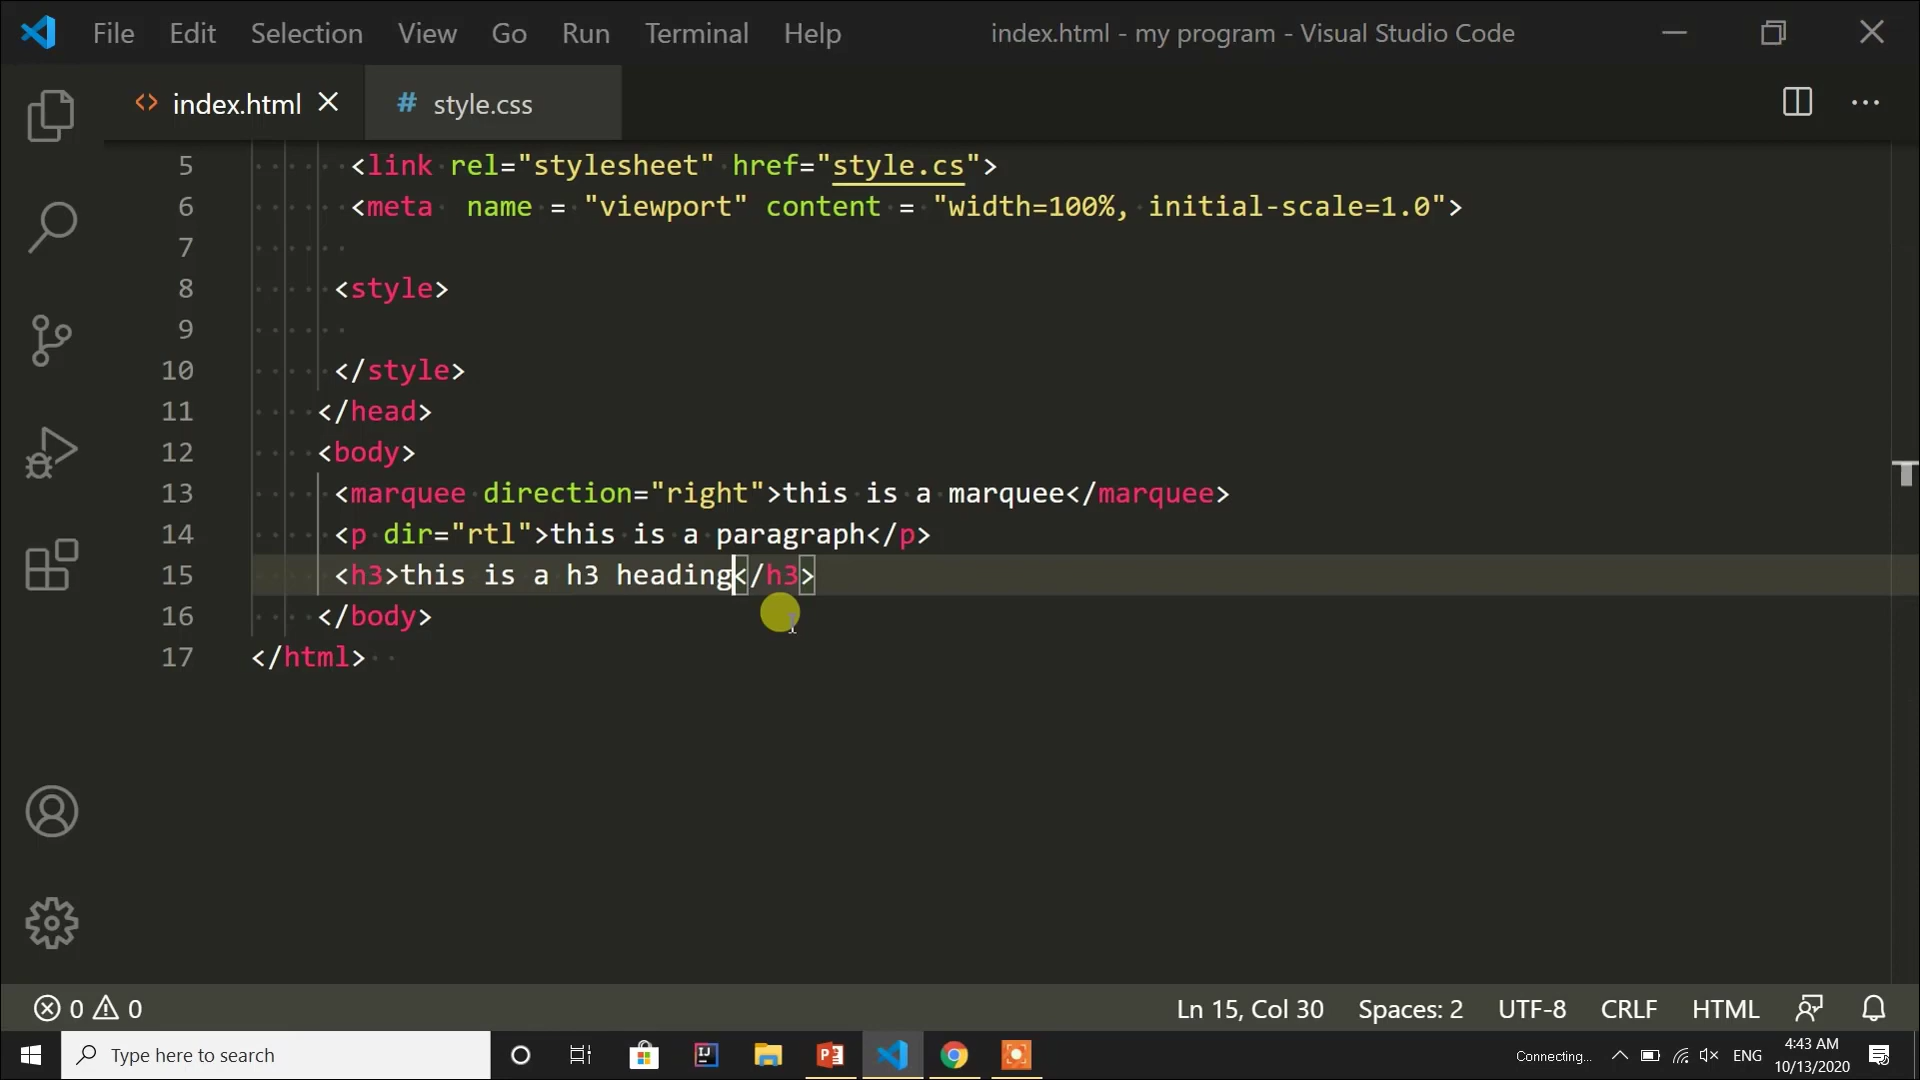 File Edit Selection View Go Run Terminal Help index.html - my program - Visual Studio Code
index.html # style.css
5 <link rel="stylesheet" href="style.cs">
6 <meta name = "viewport" content = "width=100%, initial-scale=1.0">
7
8 <style>
9
10 </style>
11 </head>
12 <body>
13 <marquee direction="right">this is a marquee</marquee>
14 <p dir="rtl">this is a paragraph</p>
15 <h3>this is a h3 heading</h3>
16 </body>
17 </html>
0 0 Ln 15, Col 30 Spaces: 2 UTF-8 CRLF HTML
Type here to search Connecting... ENG 4:43 AM
10/13/2020